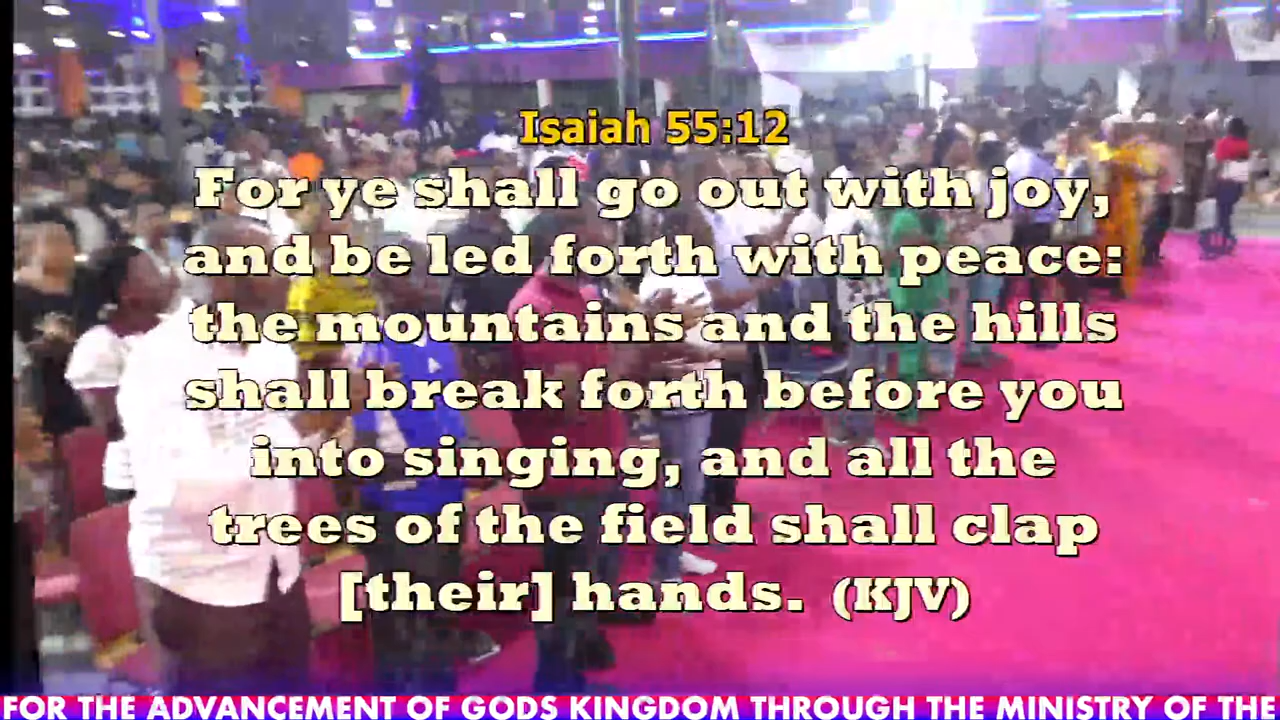 Isaiah 55:12
For ye shall go out with joy,
and be led forth with peace:
the mountains and the hills
shall break forth before you
into singing, and all the
trees of the field shall clap
[their] hands. (KJV)
FOR THE ADVANCEMENT OF GODS KINGDOM THROUGH THE MINISTRY OF THE